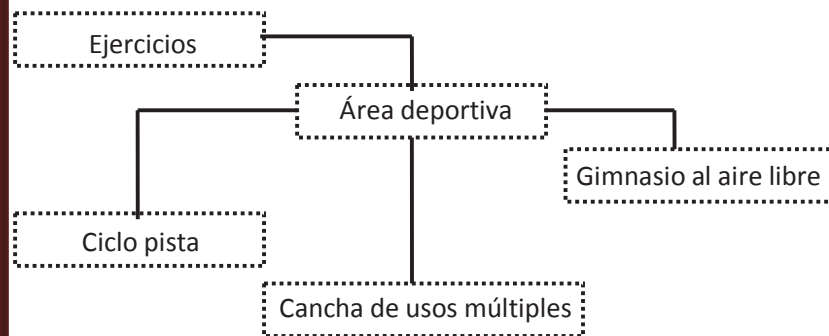 Ejercicios
Área deportiva
Gimnasio al aire libre
Ciclo pista
Cancha de usos múltiples